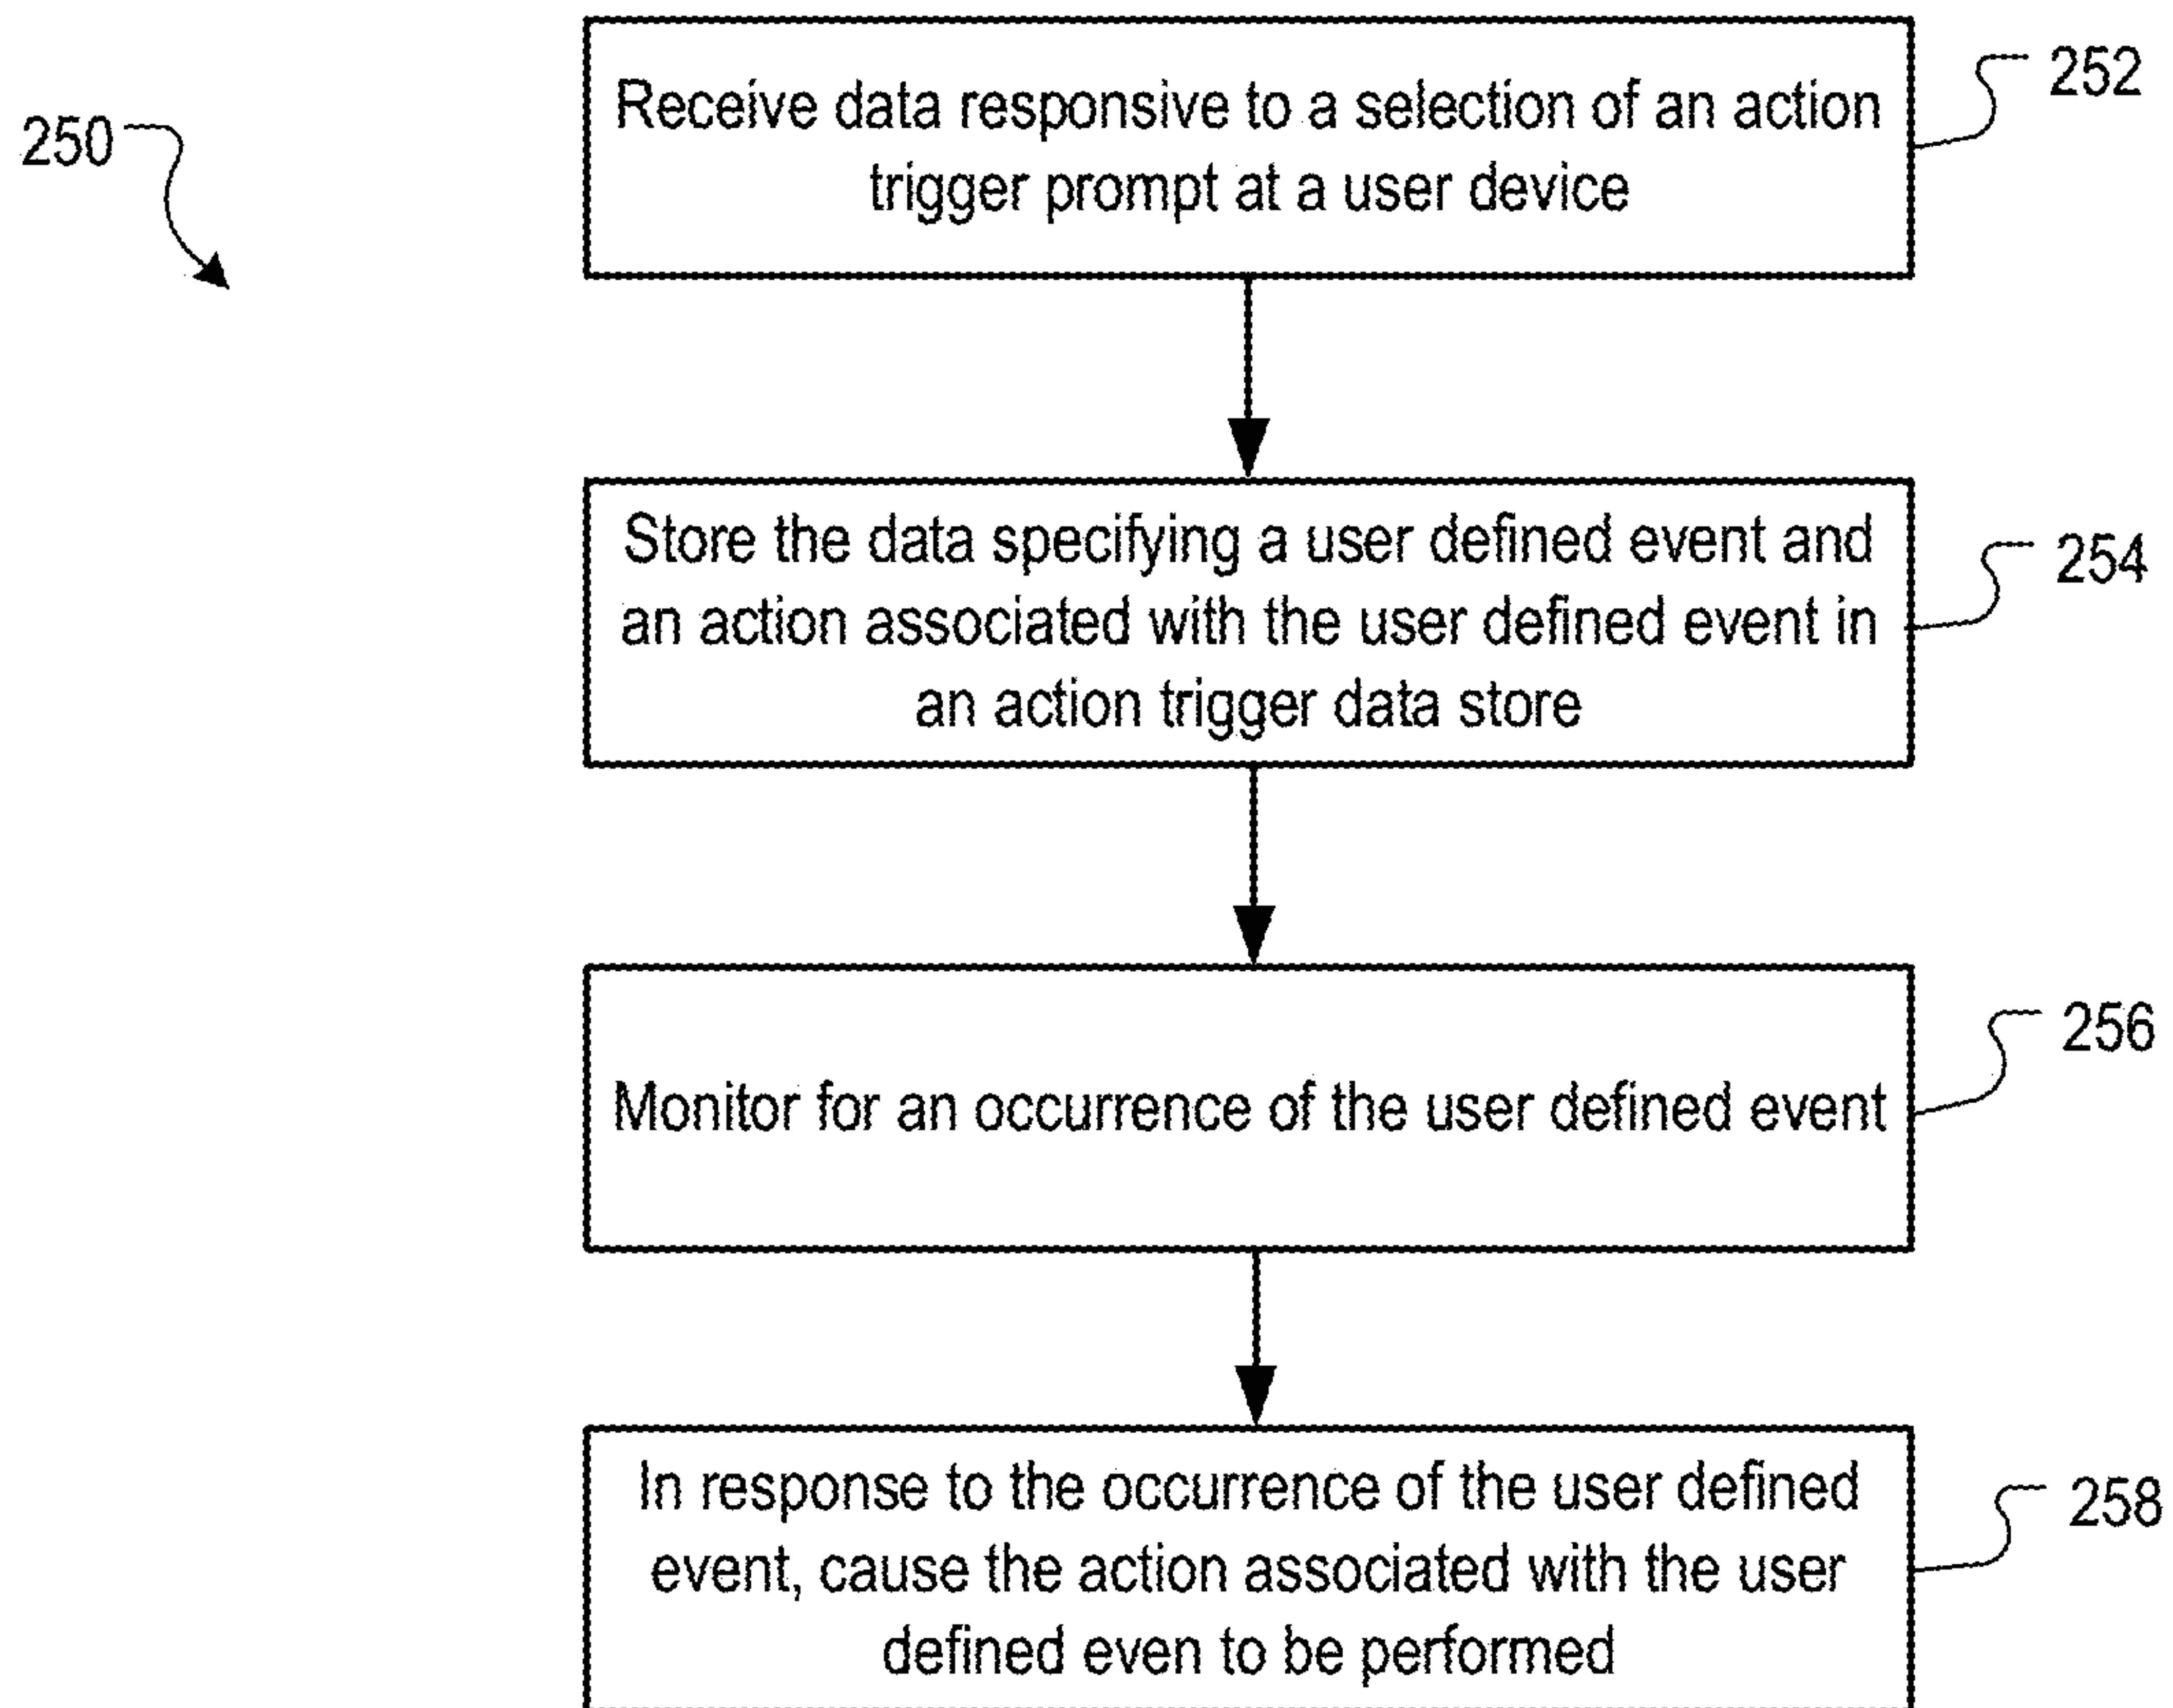 250
Receive data responsive to a selection of an action
trigger prompt at a user device
252
Store the data specifying a user defined event and
an action associated with the user defined event in
an action trigger data store
254
Monitor for an occurrence of the user defined event
256
In response to the occurrence of the user defined
event, cause the action associated with the user
defined even to be performed
258